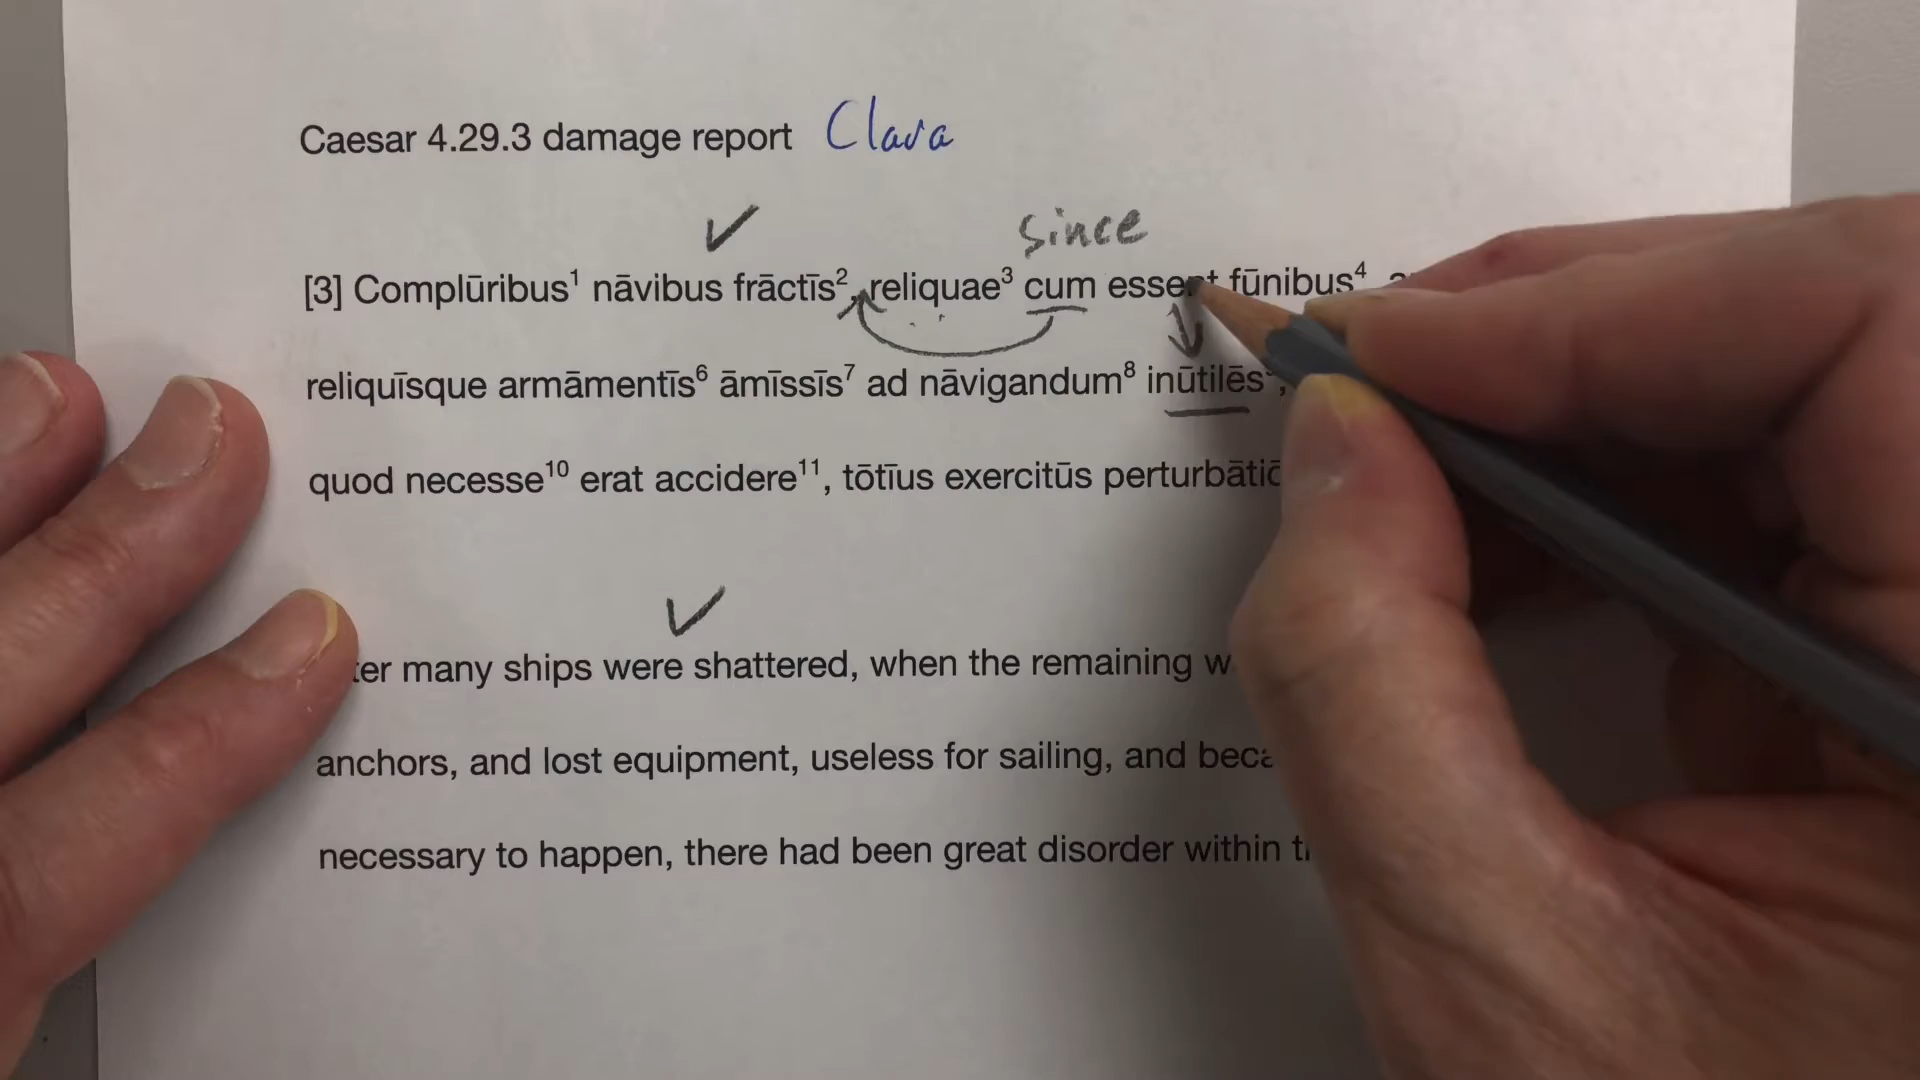 Caesar 4.29.3 damage report Clara
since
[3] Complūribus¹ nāvibus frāctīs², reliquae³ cum essent fūnibus⁴
reliquīsque armāmentīs⁶ āmīssīs⁷ ad nāvigandum⁸ inūtilēs,
quod necesse¹⁰ erat accidere¹¹, tōtīus exercitūs
many ships were shattered, when the remaining
anchors, and lost equipment, useless for sailing, and
necessary to happen, there had been great disorder within